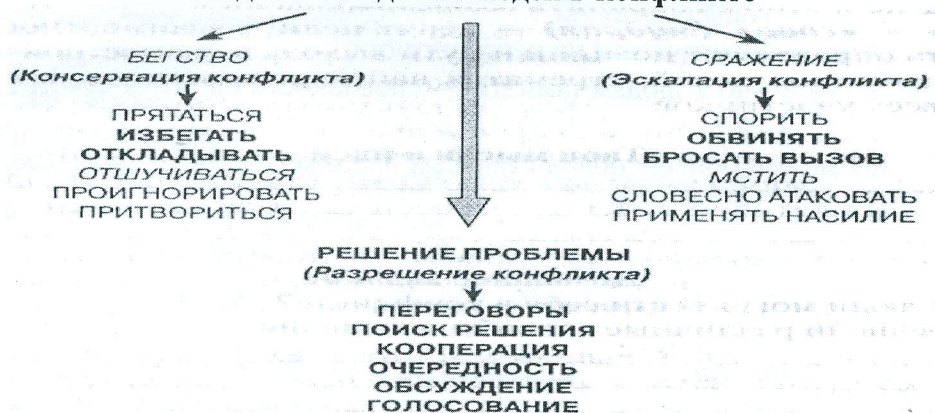 БЕГСТВО
(Консервация конфликта)
ПРЯТАТЬСЯ
ИЗБЕГАТЬ
ОТКЛАДЫВАТЬ
ОТШУЧИВАТЬСЯ
ПРОИГНОРИРОВАТЬ
ПРИТВОРИТЬСЯ
СРАЖЕНИЕ
(Эскалация конфликта)
СПОРИТЬ
ОБВИНЯТЬ
БРОСАТЬ ВЫЗОВ
МСТИТЬ
СЛОВЕСНО АТАКОВАТЬ
ПРИМЕНЯТЬ НАСИЛИЕ
РЕШЕНИЕ ПРОБЛЕМЫ
(Разрешение конфликта)
ПЕРЕГОВОРЫ
ПОИСК РЕШЕНИЯ
КООПЕРАЦИЯ
ОЧЕРЕДНОСТЬ
ОБСУЖДЕНИЕ
ГОЛОСОВАНИЕ